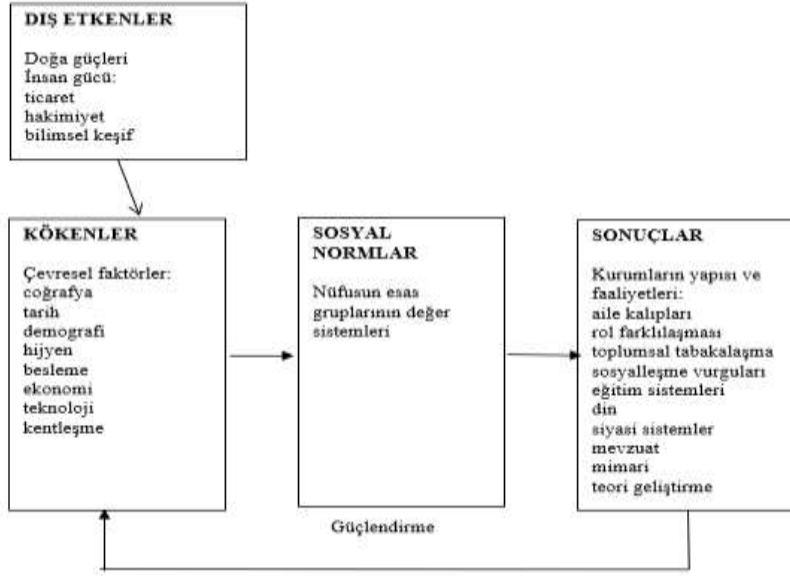 DIŞ ETKENLER
Doğa güçleri
İnsan gücü:
ticaret
hakimiyet
bilimsel keşif
KÖKENLER
Çevresel faktörler:
coğrafya
tarih
demografi
hijyen
besleme
ekonomi
teknoloji
kentleşme
SOSYAL
NORMLAR
Nüfusun esas
gruplarının değer
sistemleri
SONUÇLAR
Kurumların yapısı ve
faaliyetleri:
aile kalıpları
rol farklılaşması
toplumsal tabakalaşma
sosyalleşme vurguları
eğitim sistemleri
din
siyasi sistemler
mevzuat
mimari
teori geliştirme
Güçlendirme